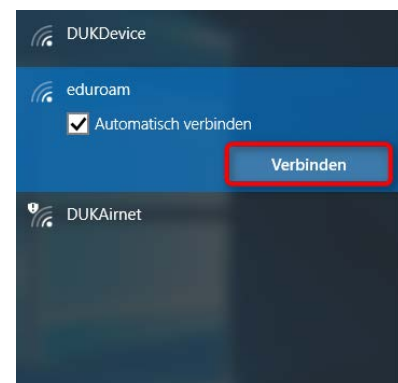 DUKDevice
eduroam
Automatisch verbinden
Verbinden
DUKAirnet